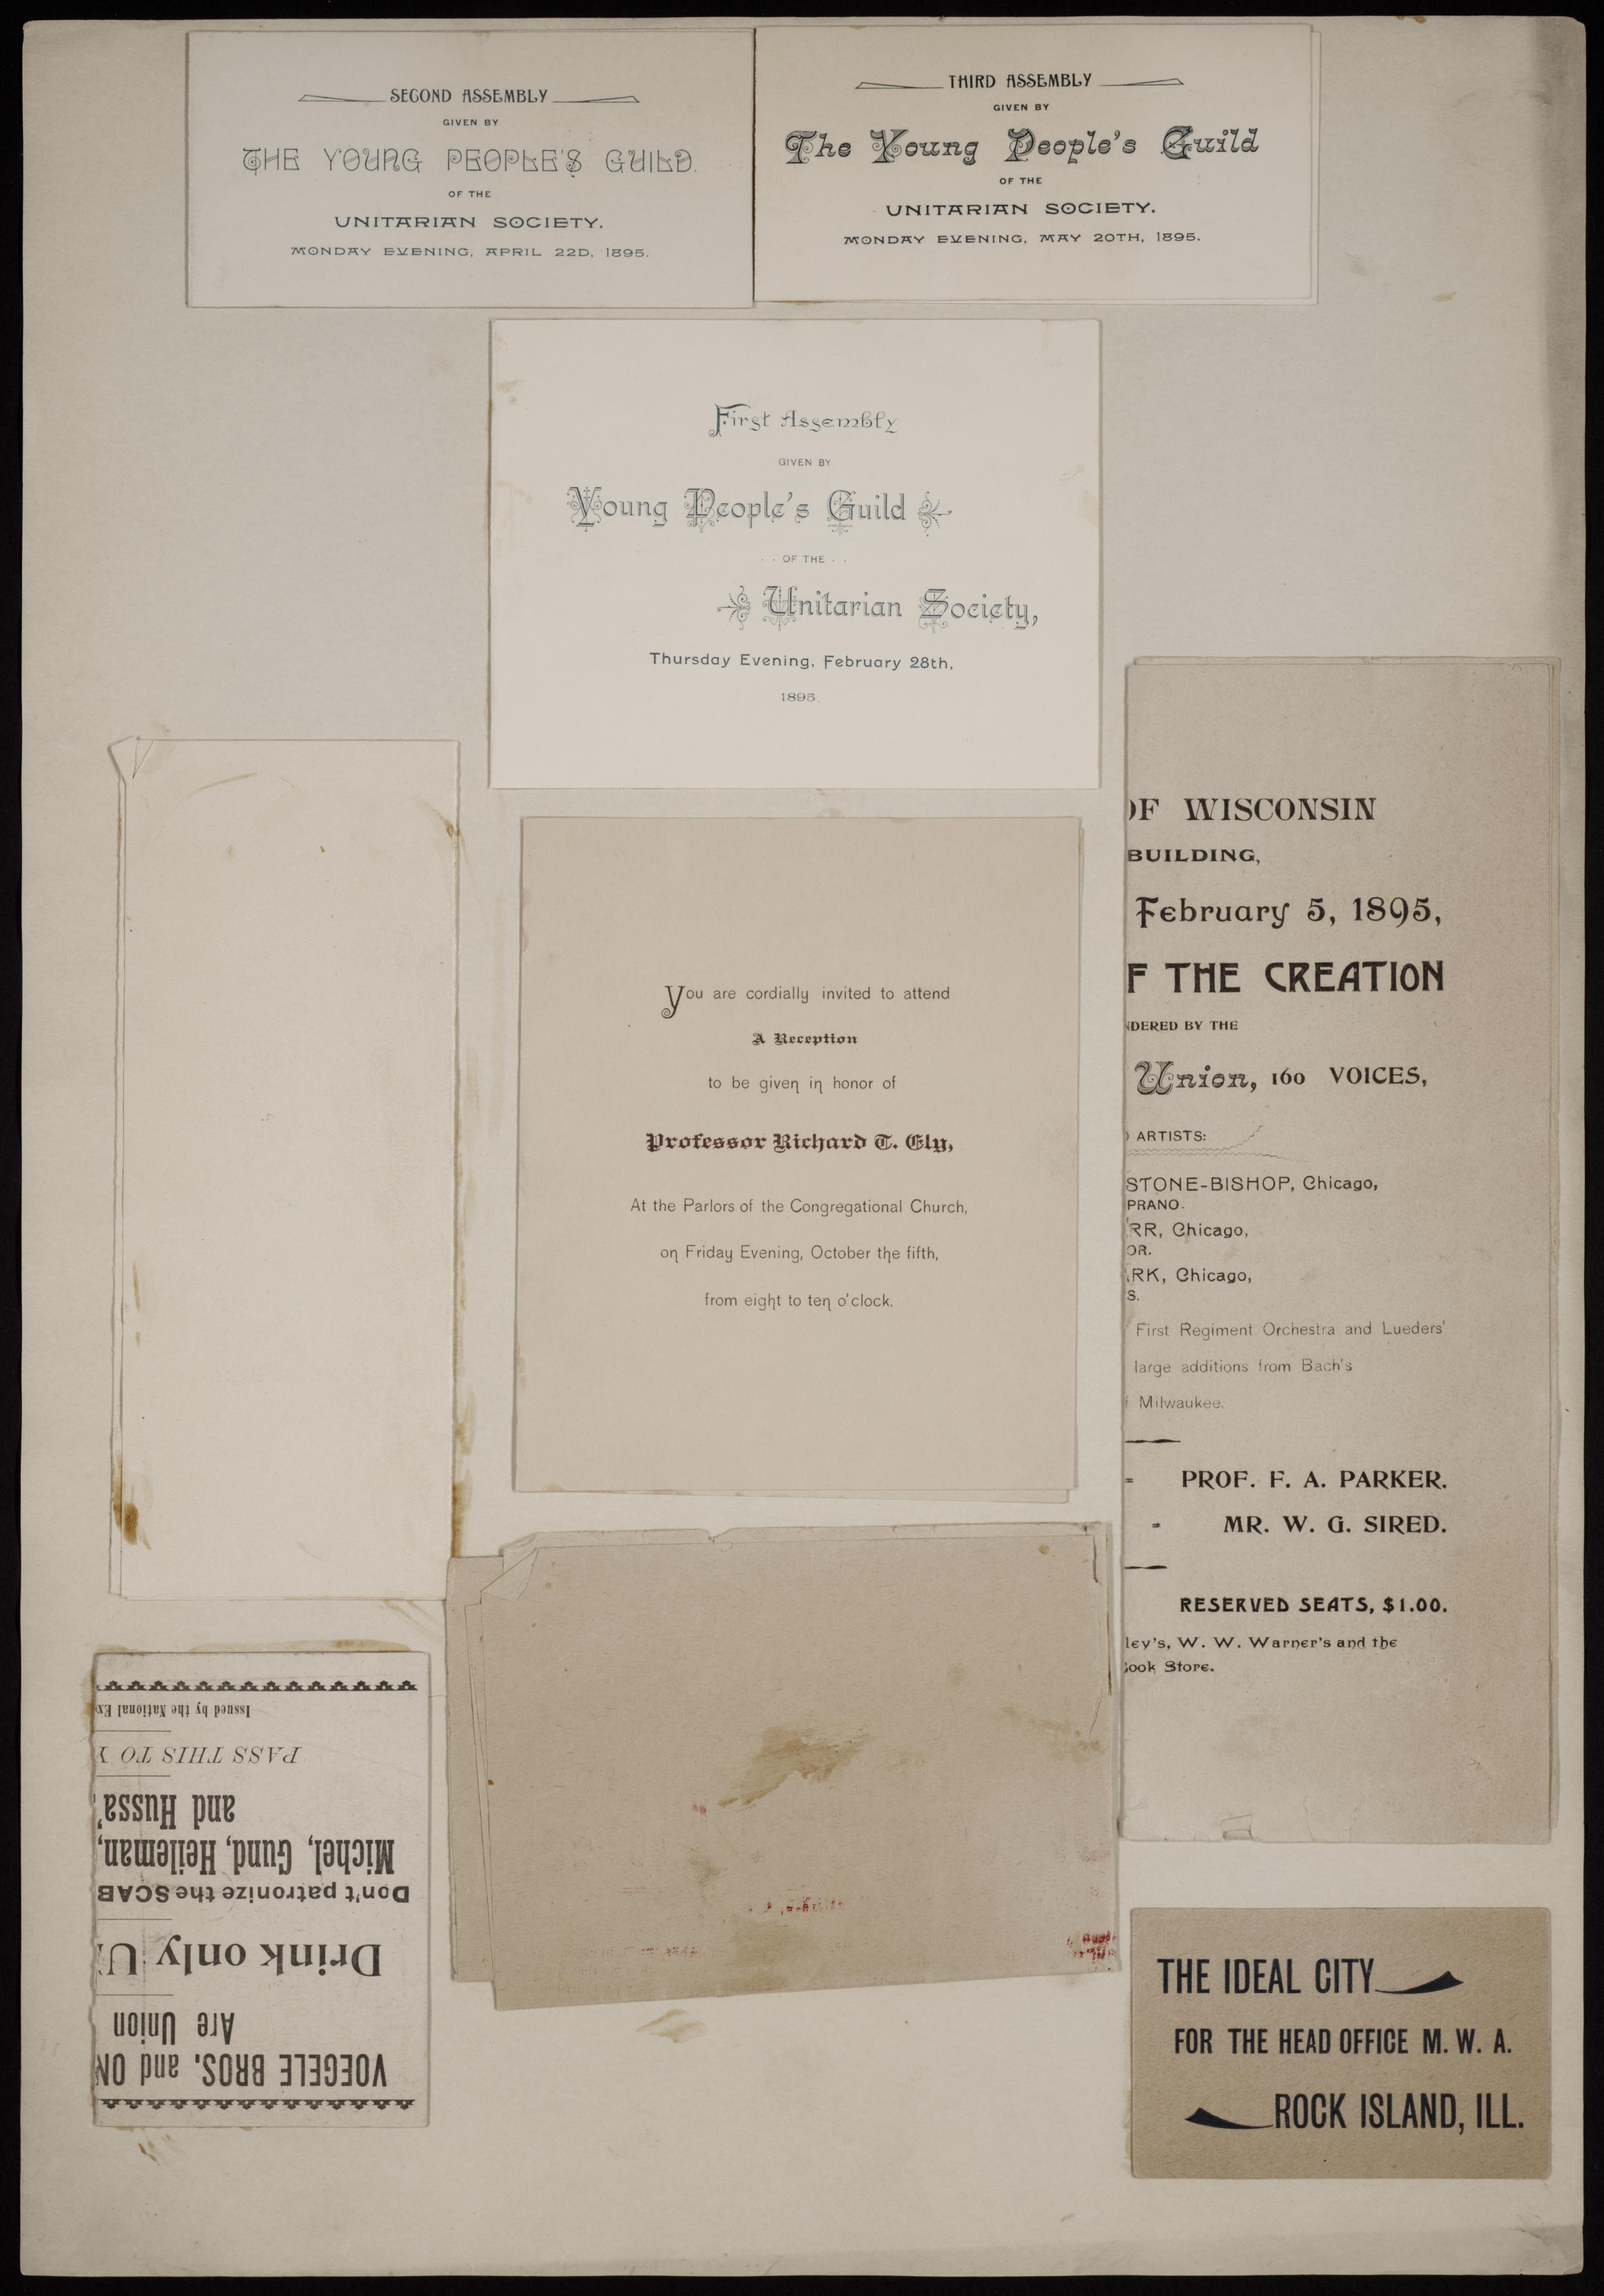 SECOND ASSEMBLY
GIVEN BY
THE YOUNG PEOPLE'S GUILD.
OF THE
UNITARIAN SOCIETY.
MONDAY EVENING, APRIL 22D, 1895.
THIRD ASSEMBLY
GIVEN BY
The Young People's Guild
OF THE
UNITARIAN SOCIETY.
MONDAY EVENING, MAY 20TH, 1895.
First Assembly
GIVEN BY
Young People's Guild
OF THE
Unitarian Society,
Thursday Evening, February 28th,
1895.
You are cordially invited to attend
A Reception
to be given in honor of
Professor Richard T. Ely,
At the Parlors of the Congregational Church,
on Friday Evening, October the fifth,
from eight to ten o'clock.
OF WISCONSIN
BUILDING,
February 5, 1895,
F THE CREATION
NDERED BY THE
Union, 160 VOICES,
ARTISTS:
STONE-BISHOP, Chicago,
PRANO.
RR, Chicago,
OR.
RK, Chicago,
S.
First Regiment Orchestra and Lueders'
large additions from Bach's
Milwaukee.
PROF. F. A. PARKER.
MR. W. G. SIRED.
RESERVED SEATS, $1.00.
ley's, W. W. Warner's and the
Book Store.
VOEGELE BROS. and ON
Are Union
Drink only U
Don't patronize the SCAB
Michel, Gund, Heileman,
and Hussa'
PASS THIS TO Y
Issued by the National Ex
THE IDEAL CITY
FOR THE HEAD OFFICE M. W. A.
ROCK ISLAND, ILL.